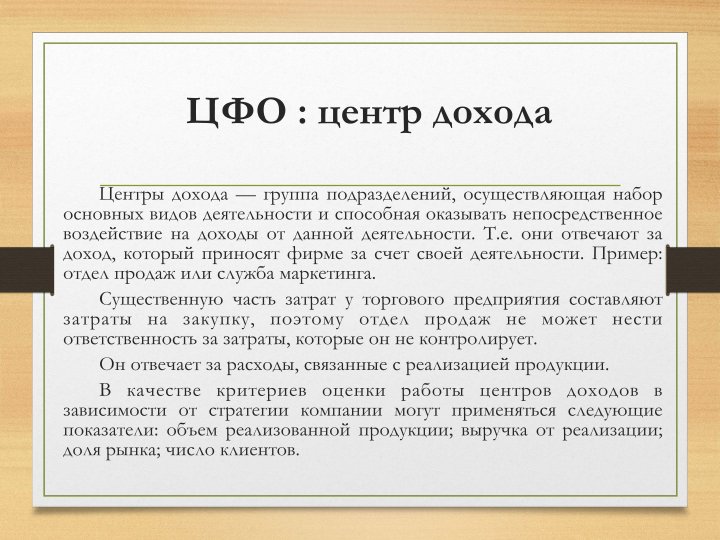 ЦФО : центр дохода
Центры дохода — группа подразделений, осуществляющая набор
основных видов деятельности и способная оказывать непосредственное
воздействие на доходы от данной деятельности. Т.е. они отвечают за
доход, который приносят фирме за счет своей деятельности. Пример:
отдел продаж или служба маркетинга.
Существенную часть затрат у торгового предприятия составляют
затраты на закупку, поэтому отдел продаж не может нести
ответственность за затраты, которые он не контролирует.
Он отвечает за расходы, связанные с реализацией продукции.
В качестве критериев оценки работы центров доходов в
зависимости от стратегии компании могут применяться следующие
показатели: объем реализованной продукции; выручка от реализации;
доля рынка; число клиентов.